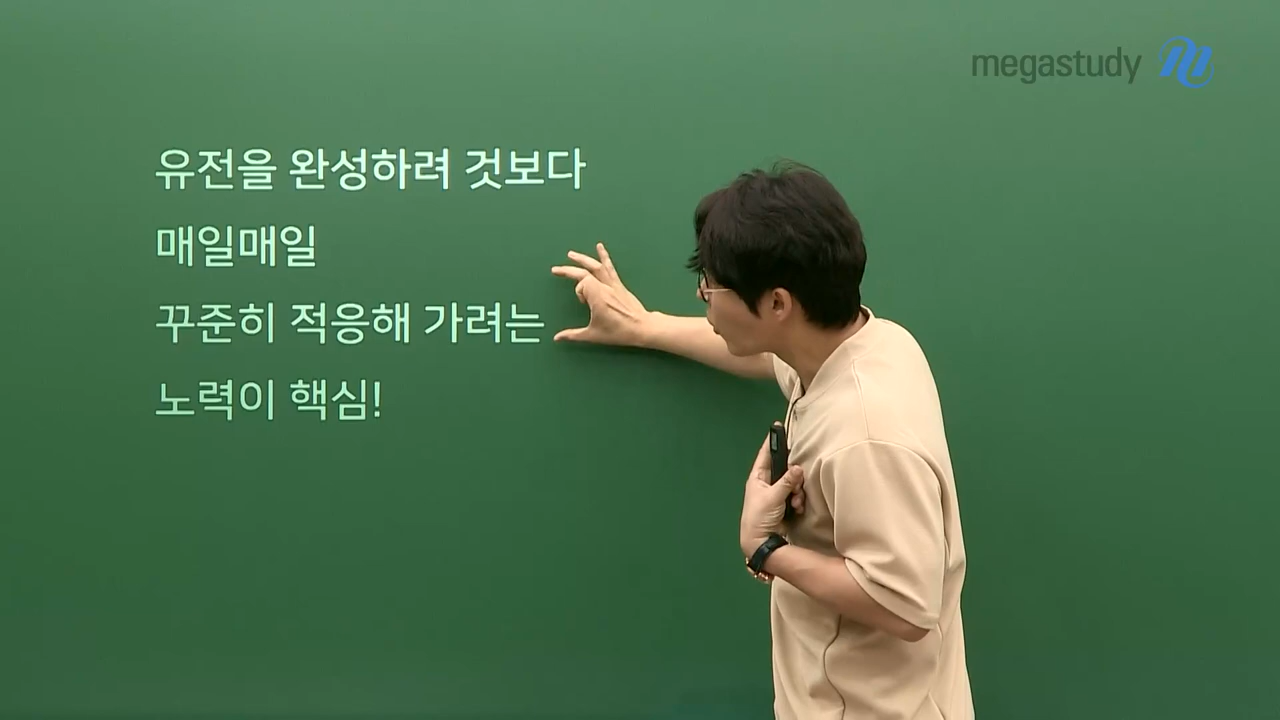 megastudy
유전을 완성하려 것보다
매일매일
꾸준히 적응해 가려는
노력이 핵심!